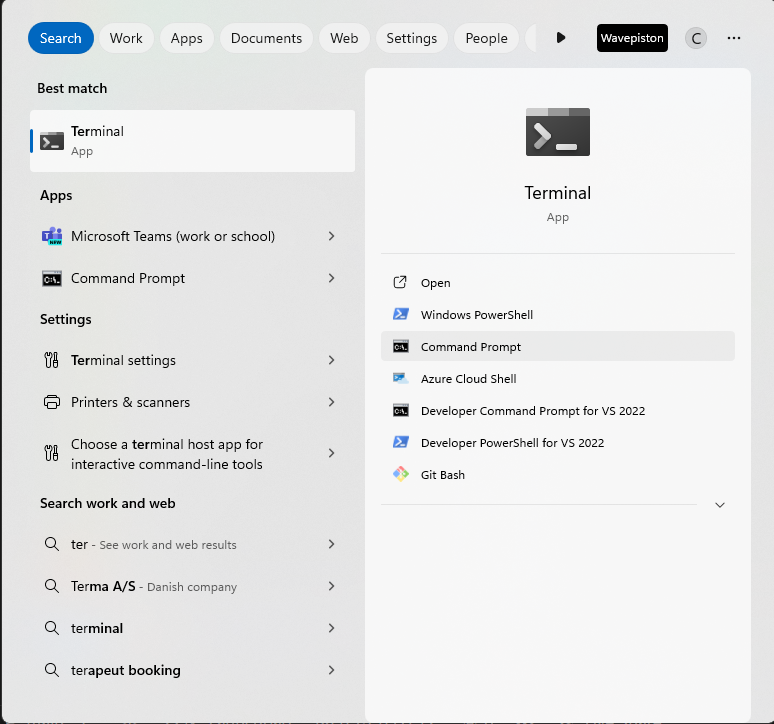 Search
Work
Apps
Documents
Web
Settings
People
Wavepiston
C
Best match
Terminal
App
Apps
Microsoft Teams (work or school)
Command Prompt
Settings
Terminal settings
Printers & scanners
Choose a terminal host app for
interactive command-line tools
Search work and web
ter - See work and web results
Terma A/S - Danish company
terminal
terapeut booking
Terminal
App
Open
Windows PowerShell
Command Prompt
Azure Cloud Shell
Developer Command Prompt for VS 2022
Developer PowerShell for VS 2022
Git Bash